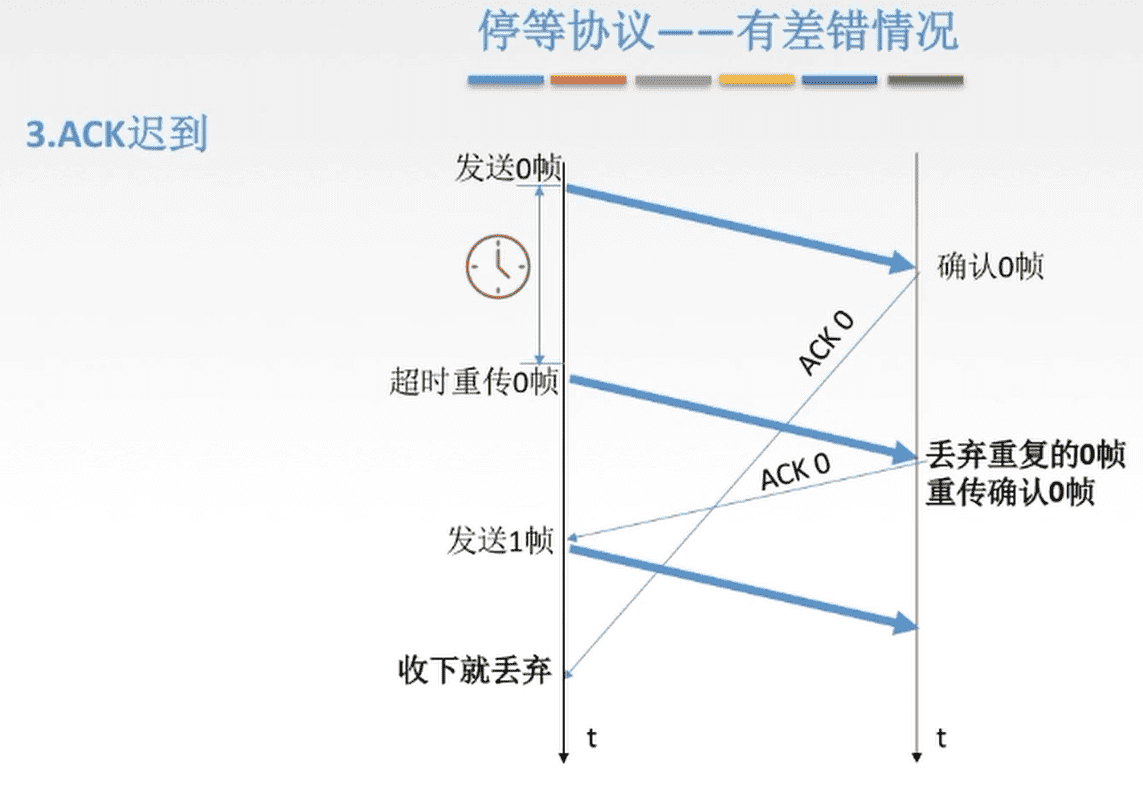 停等协议——有差错情况
3.ACK迟到
发送0帧
确认0帧
ACK 0
超时重传0帧
丢弃重复的0帧
重传确认0帧
ACK 0
发送1帧
收下就丢弃
t
t